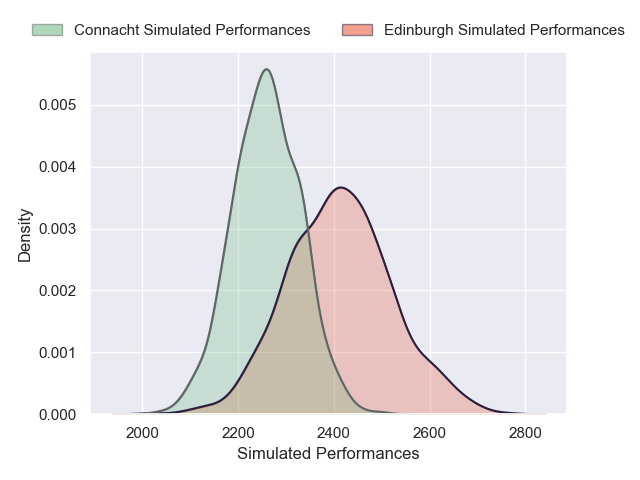 Connacht Simulated Performances
Edinburgh Simulated Performances
Density
0.005
0.004
0.003
0.002
0.001
0.000
2000 2200 2400 2600 2800
Simulated Performances